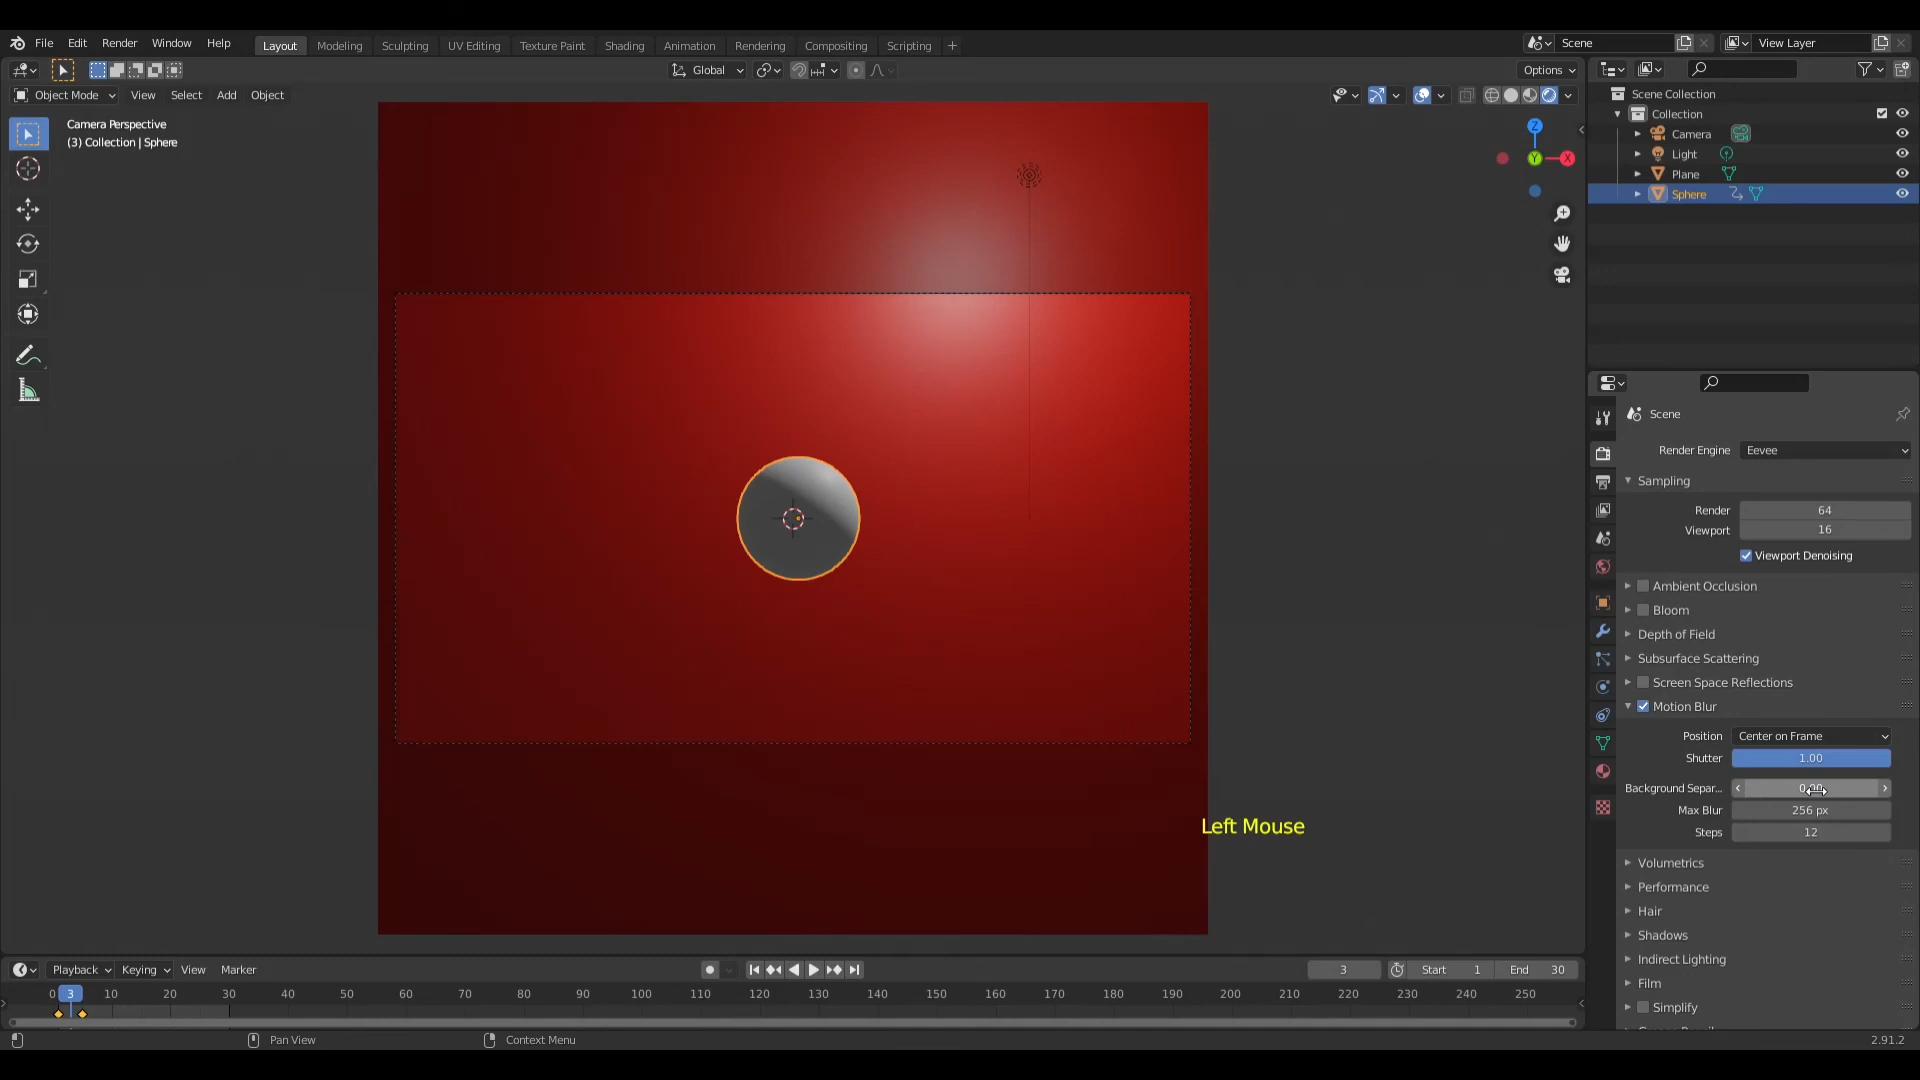 File Edit Render Window Help Layout Modeling Sculpting UV Editing Texture Paint Shading Animation Rendering Compositing Scripting + Scene View Layer
Global Options
Object Mode View Select Add Object
Camera Perspective
(3) Collection | Sphere
Z
Y
X
Scene Collection
Collection
Camera
Light
Plane
Sphere
Scene
Render Engine Eevee
Sampling
Render 64
Viewport 16
Viewport Denoising
Ambient Occlusion
Bloom
Depth of Field
Subsurface Scattering
Screen Space Reflections
Motion Blur
Position Center on Frame
Shutter 1.00
Background Separ...
Max Blur 256 px
Steps 12
Left Mouse
Volumetrics
Performance
Hair
Shadows
Indirect Lighting
Film
Simplify
Playback Keying View Marker 3 Start 1 End 30
0 3 10 20 30 40 50 60 70 80 90 100 110 120 130 140 150 160 170 180 190 200 210 220 230 240 250
Pan View Context Menu 2.91.2